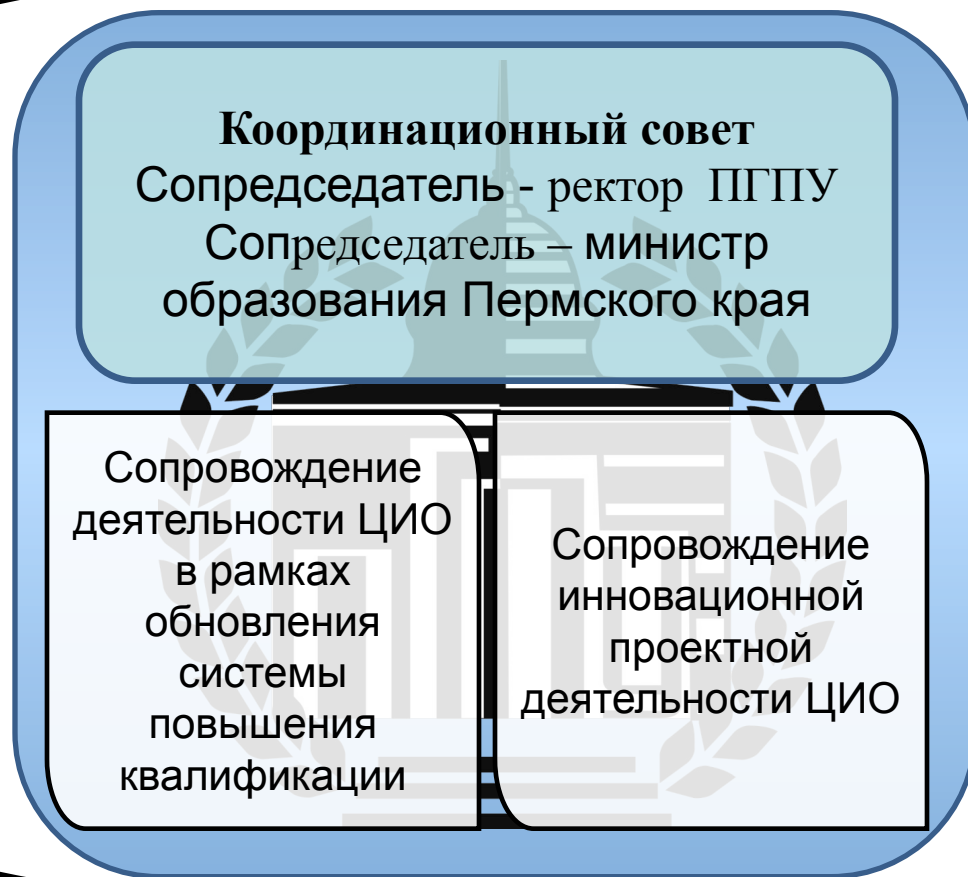 Координационный совет
Сопредседатель - ректор ПГПУ
Сопредседатель – министр
образования Пермского края
Сопровождение
деятельности ЦИО
в рамках
обновления
системы
повышения
квалификации
Сопровождение
инновационной
проектной
деятельности ЦИО